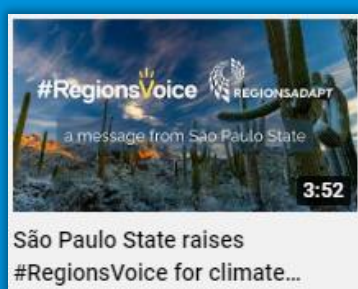 #RegionsVoice REGIONSADAPT
a message from São Paulo State
3:52
São Paulo State raises
#RegionsVoice for climate...